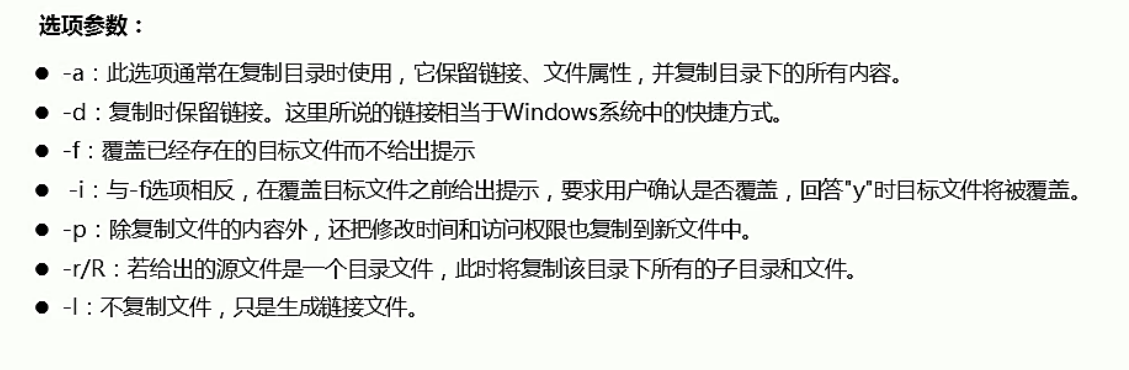 选项参数：
● -a：此选项通常在复制目录时使用，它保留链接、文件属性，并复制目录下的所有内容。
● -d：复制时保留链接。这里所说的链接相当于Windows系统中的快捷方式。
● -f：覆盖已经存在的目标文件而不给出提示
● -i：与-f选项相反，在覆盖目标文件之前给出提示，要求用户确认是否覆盖，回答"y"时目标文件将被覆盖。
● -p：除复制文件的内容外，还把修改时间和访问权限也复制到新文件中。
● -r/R：若给出的源文件是一个目录文件，此时将复制该目录下所有的子目录和文件。
● -l：不复制文件，只是生成链接文件。